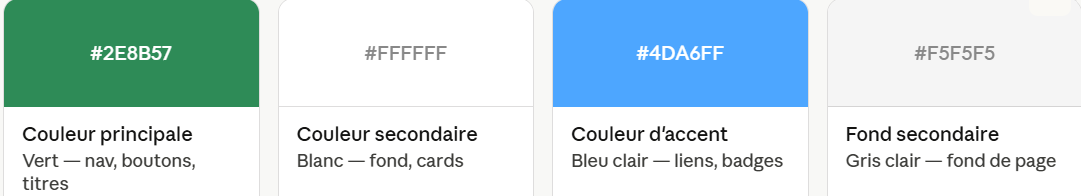 #2E8B57
#FFFFFF
#4DA6FF
#F5F5F5
Couleur principale
Vert — nav, boutons,
titres
Couleur secondaire
Blanc — fond, cards
Couleur d'accent
Bleu clair — liens, badges
Fond secondaire
Gris clair — fond de page